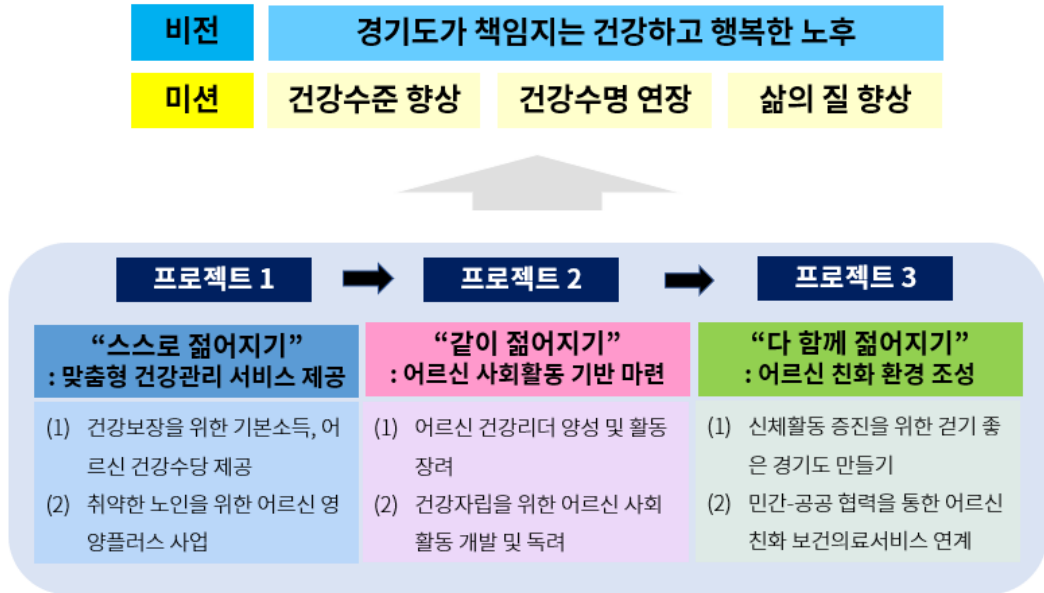 비전
경기도가 책임지는 건강하고 행복한 노후
미션
건강수준 향상
건강수명 연장
삶의 질 향상
프로젝트 1
프로젝트 2
프로젝트 3
“스스로 젊어지기”
: 맞춤형 건강관리 서비스 제공
(1) 건강보장을 위한 기본소득, 어
르신 건강수당 제공
(2) 취약한 노인을 위한 어르신 영
양플러스 사업
“같이 젊어지기”
: 어르신 사회활동 기반 마련
(1) 어르신 건강리더 양성 및 활동
장려
(2) 건강자립을 위한 어르신 사회
활동 개발 및 독려
“다 함께 젊어지기”
: 어르신 친화 환경 조성
(1) 신체활동 증진을 위한 걷기 좋
은 경기도 만들기
(2) 민간-공공 협력을 통한 어르신
친화 보건의료서비스 연계